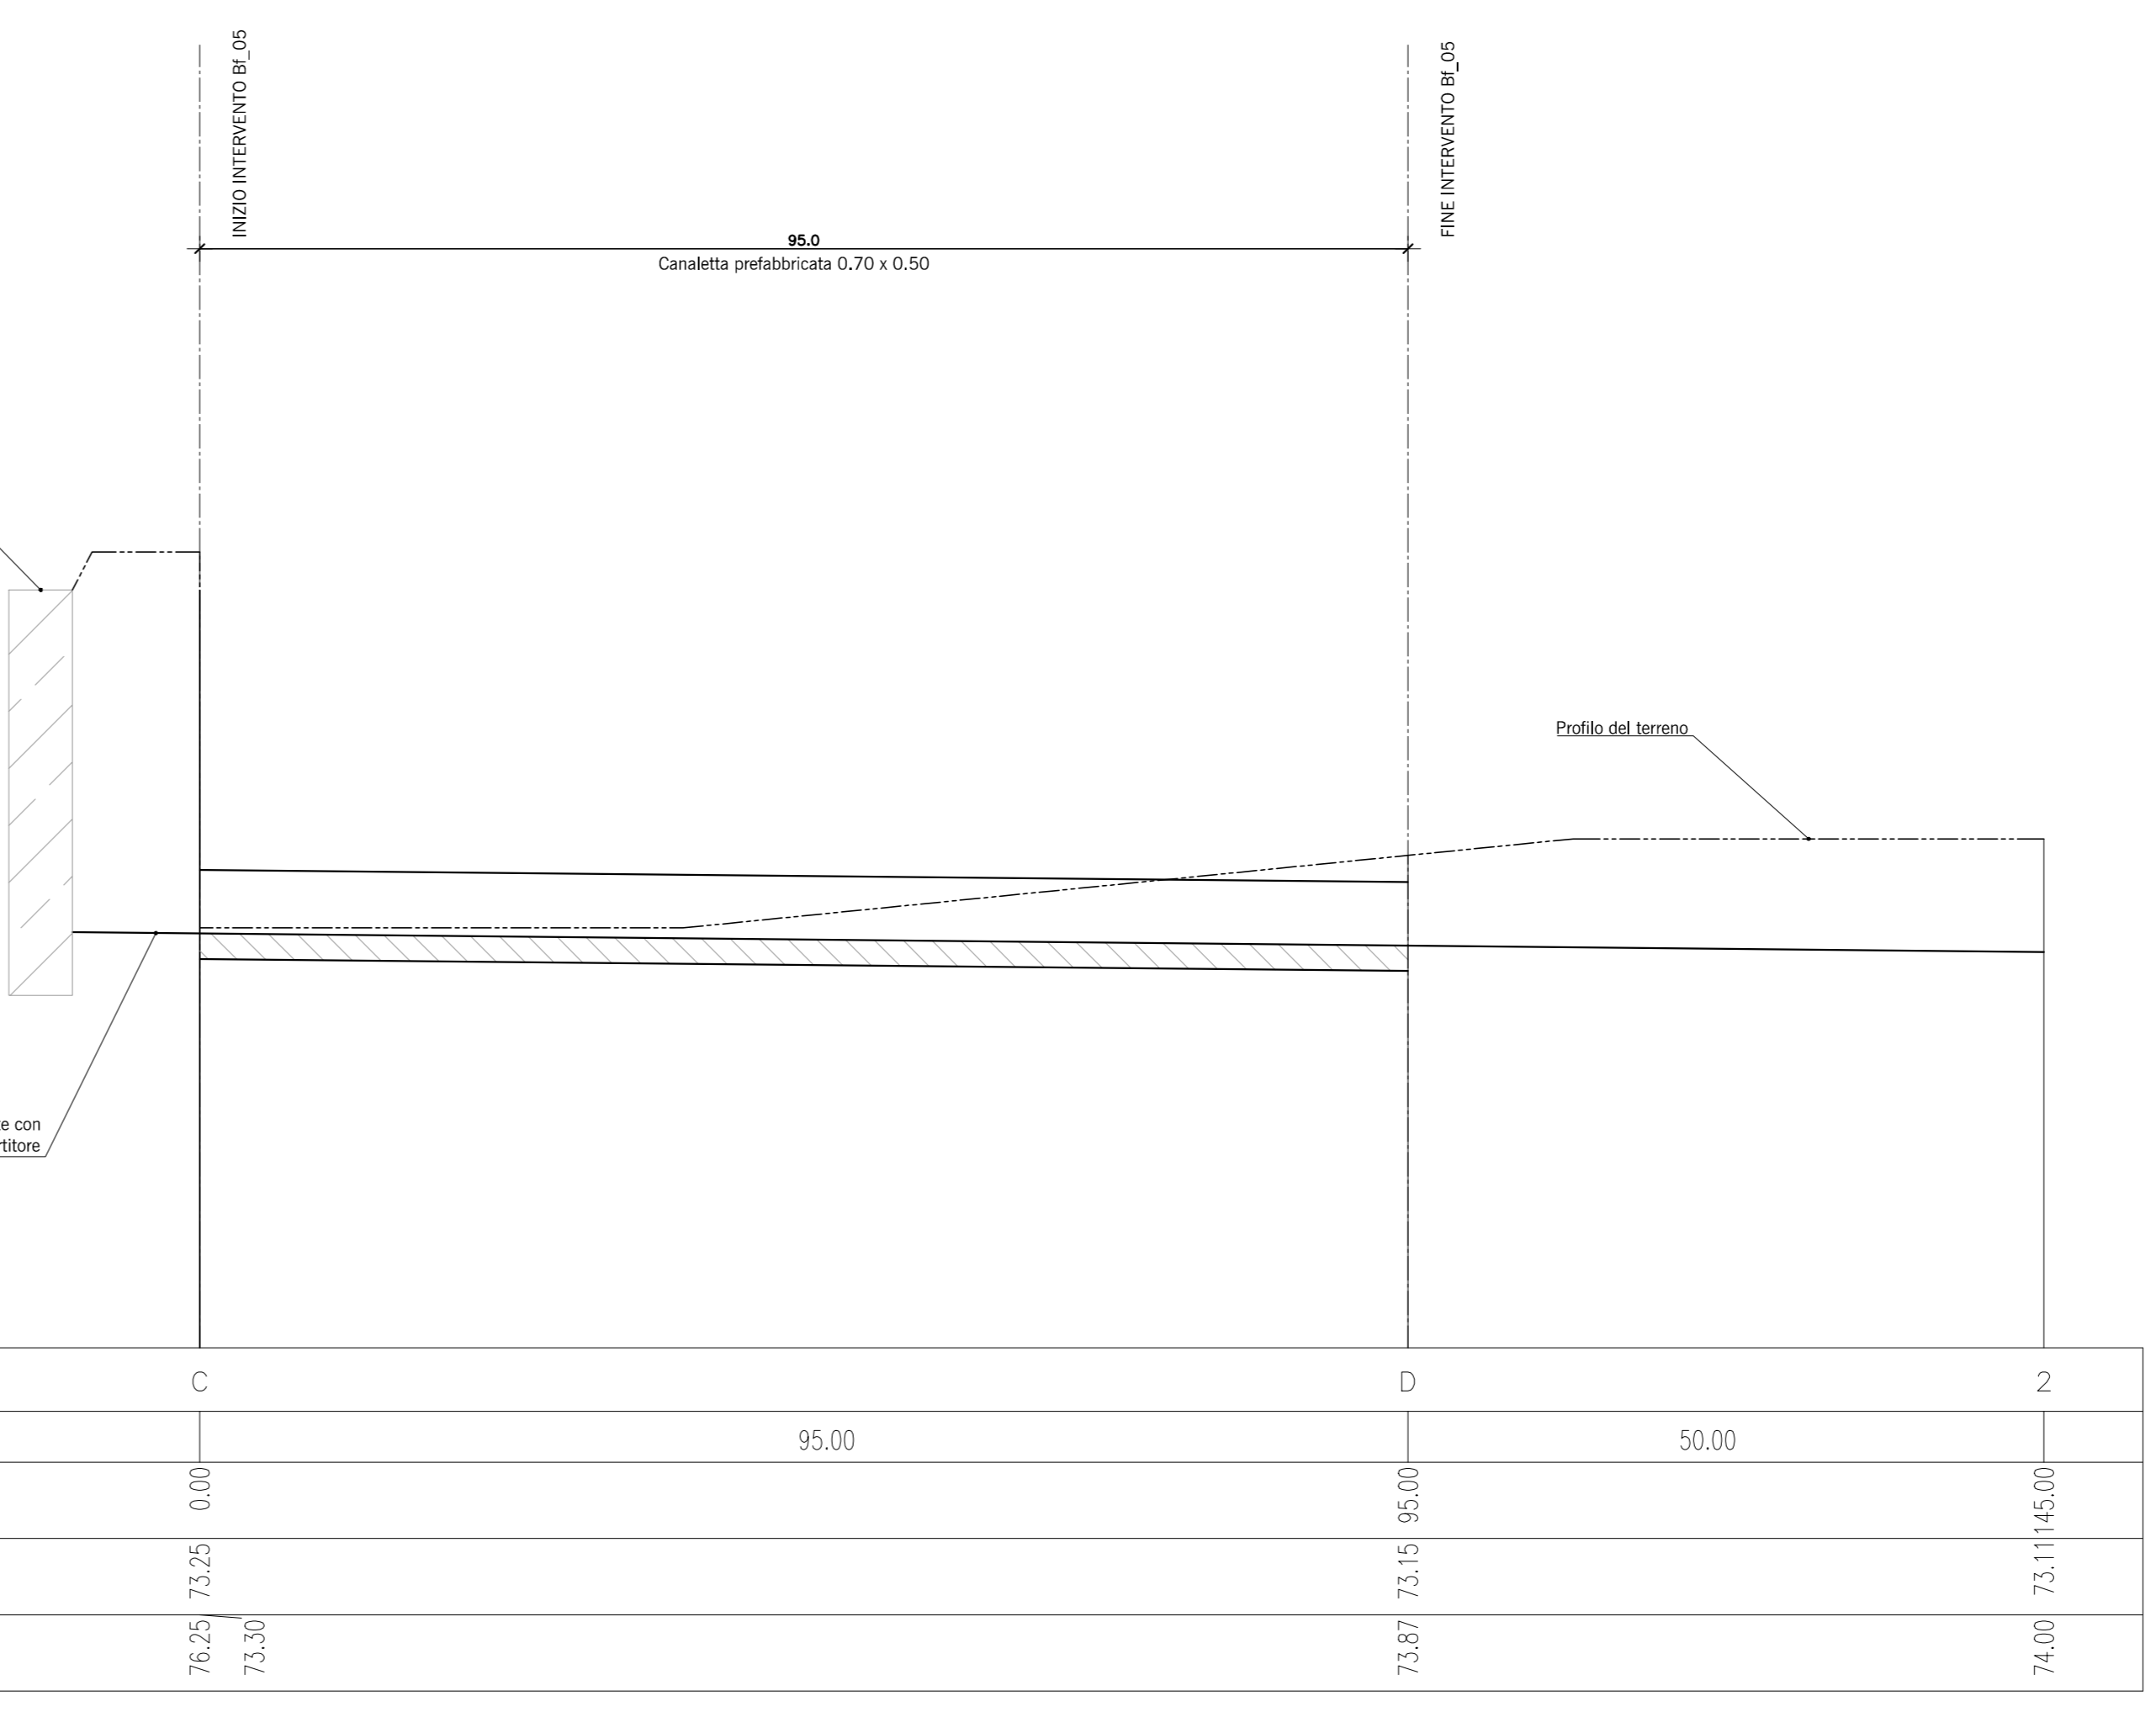 INIZIO INTERVENTO Bf_05
FINE INTERVENTO Bf_05
95.0
Canaletta prefabbricata 0.70 x 0.50
Profilo del terreno
con
C D 2
95.00 50.00
0.00 95.00 145.00
73.25 73.15 73.11
76.25 73.30 73.87 74.00